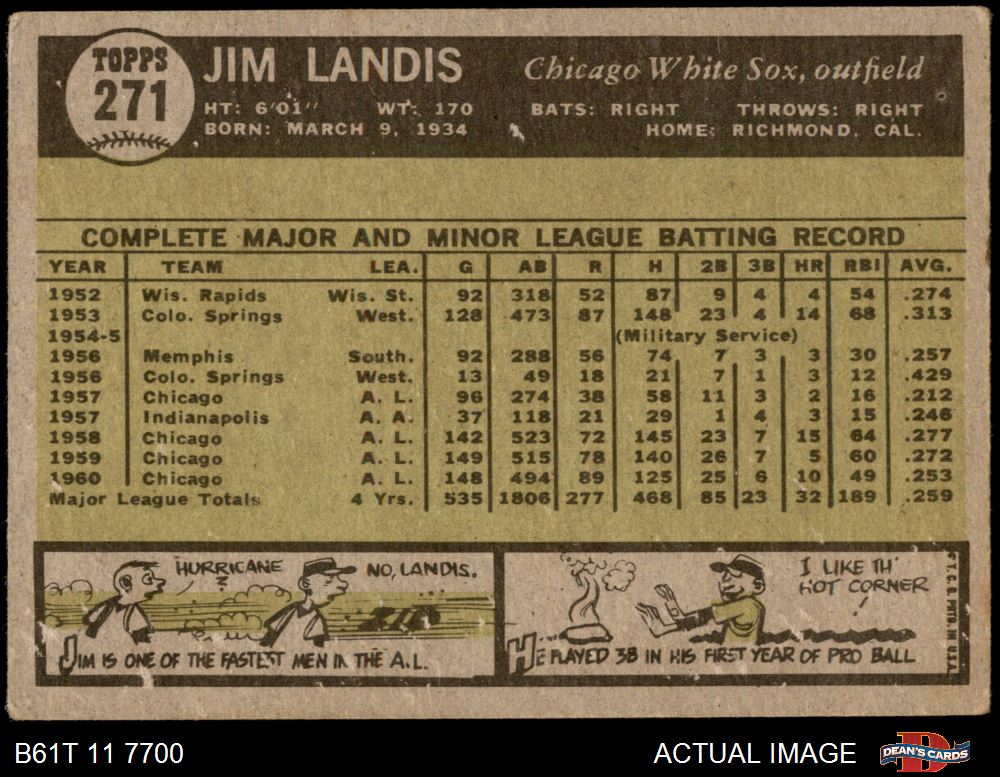 TOPPS
271
JIM LANDIS
Chicago White Sox, outfield
HT: 6'01" WT: 170 BATS: RIGHT THROWS: RIGHT
BORN: MARCH 9, 1934 HOME: RICHMOND, CAL.
COMPLETE MAJOR AND MINOR LEAGUE BATTING RECORD
YEAR TEAM LEA. G AB R H 2B 3B HR RBI AVG.
1952 Wis. Rapids Wis. St. 92 318 52 87 9 4 4 54 .274
1953 Colo. Springs West. 128 473 87 148 23 4 14 68 .313
1954-5 (Military Service)
1956 Memphis South. 92 288 56 74 7 3 3 30 .257
1956 Colo. Springs West. 13 49 18 21 7 1 3 12 .429
1957 Chicago A. L. 96 274 38 58 11 3 2 16 .212
1957 Indianapolis A. A. 37 118 21 29 1 4 3 15 .246
1958 Chicago A. L. 142 523 72 145 23 7 15 64 .277
1959 Chicago A. L. 149 515 78 140 26 7 5 60 .272
1960 Chicago A. L. 148 494 89 125 25 6 10 49 .253
Major League Totals 4 Yrs. 535 1806 277 468 85 23 32 189 .259
HURRICANE
?
NO, LANDIS.
JIM IS ONE OF THE FASTEST MEN IN THE A.L.
I LIKE TH'
HOT CORNER
!
HE PLAYED 3B IN HIS FIRST YEAR OF PRO BALL
© T.C.G. PRTD. IN U.S.A.
B61T 11 7700
ACTUAL IMAGE
DEAN'S CARDS